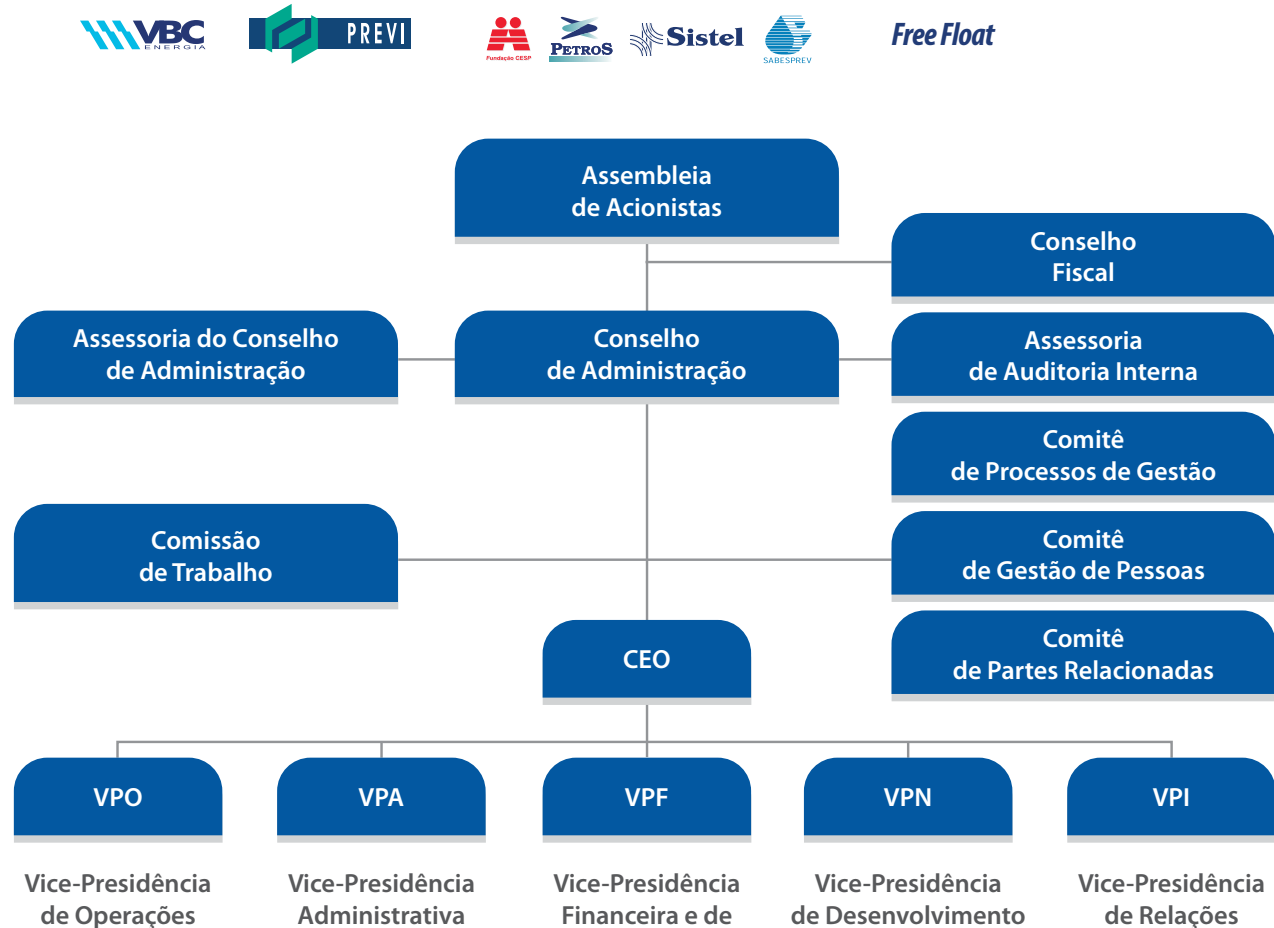 VBC
ENERGIA
PREVI
Fundação CESP
PETROS
Sistel
SABESPREV
Free Float
Assembleia
de Acionistas
Conselho
Fiscal
Assessoria do Conselho
de Administração
Conselho
de Administração
Assessoria
de Auditoria Interna
Comitê
de Processos de Gestão
Comissão
de Trabalho
Comitê
de Gestão de Pessoas
CEO
Comitê
de Partes Relacionadas
VPO
VPA
VPF
VPN
VPI
Vice-Presidência
de Operações
Vice-Presidência
Administrativa
Vice-Presidência
Financeira e de
Vice-Presidência
de Desenvolvimento
Vice-Presidência
de Relações